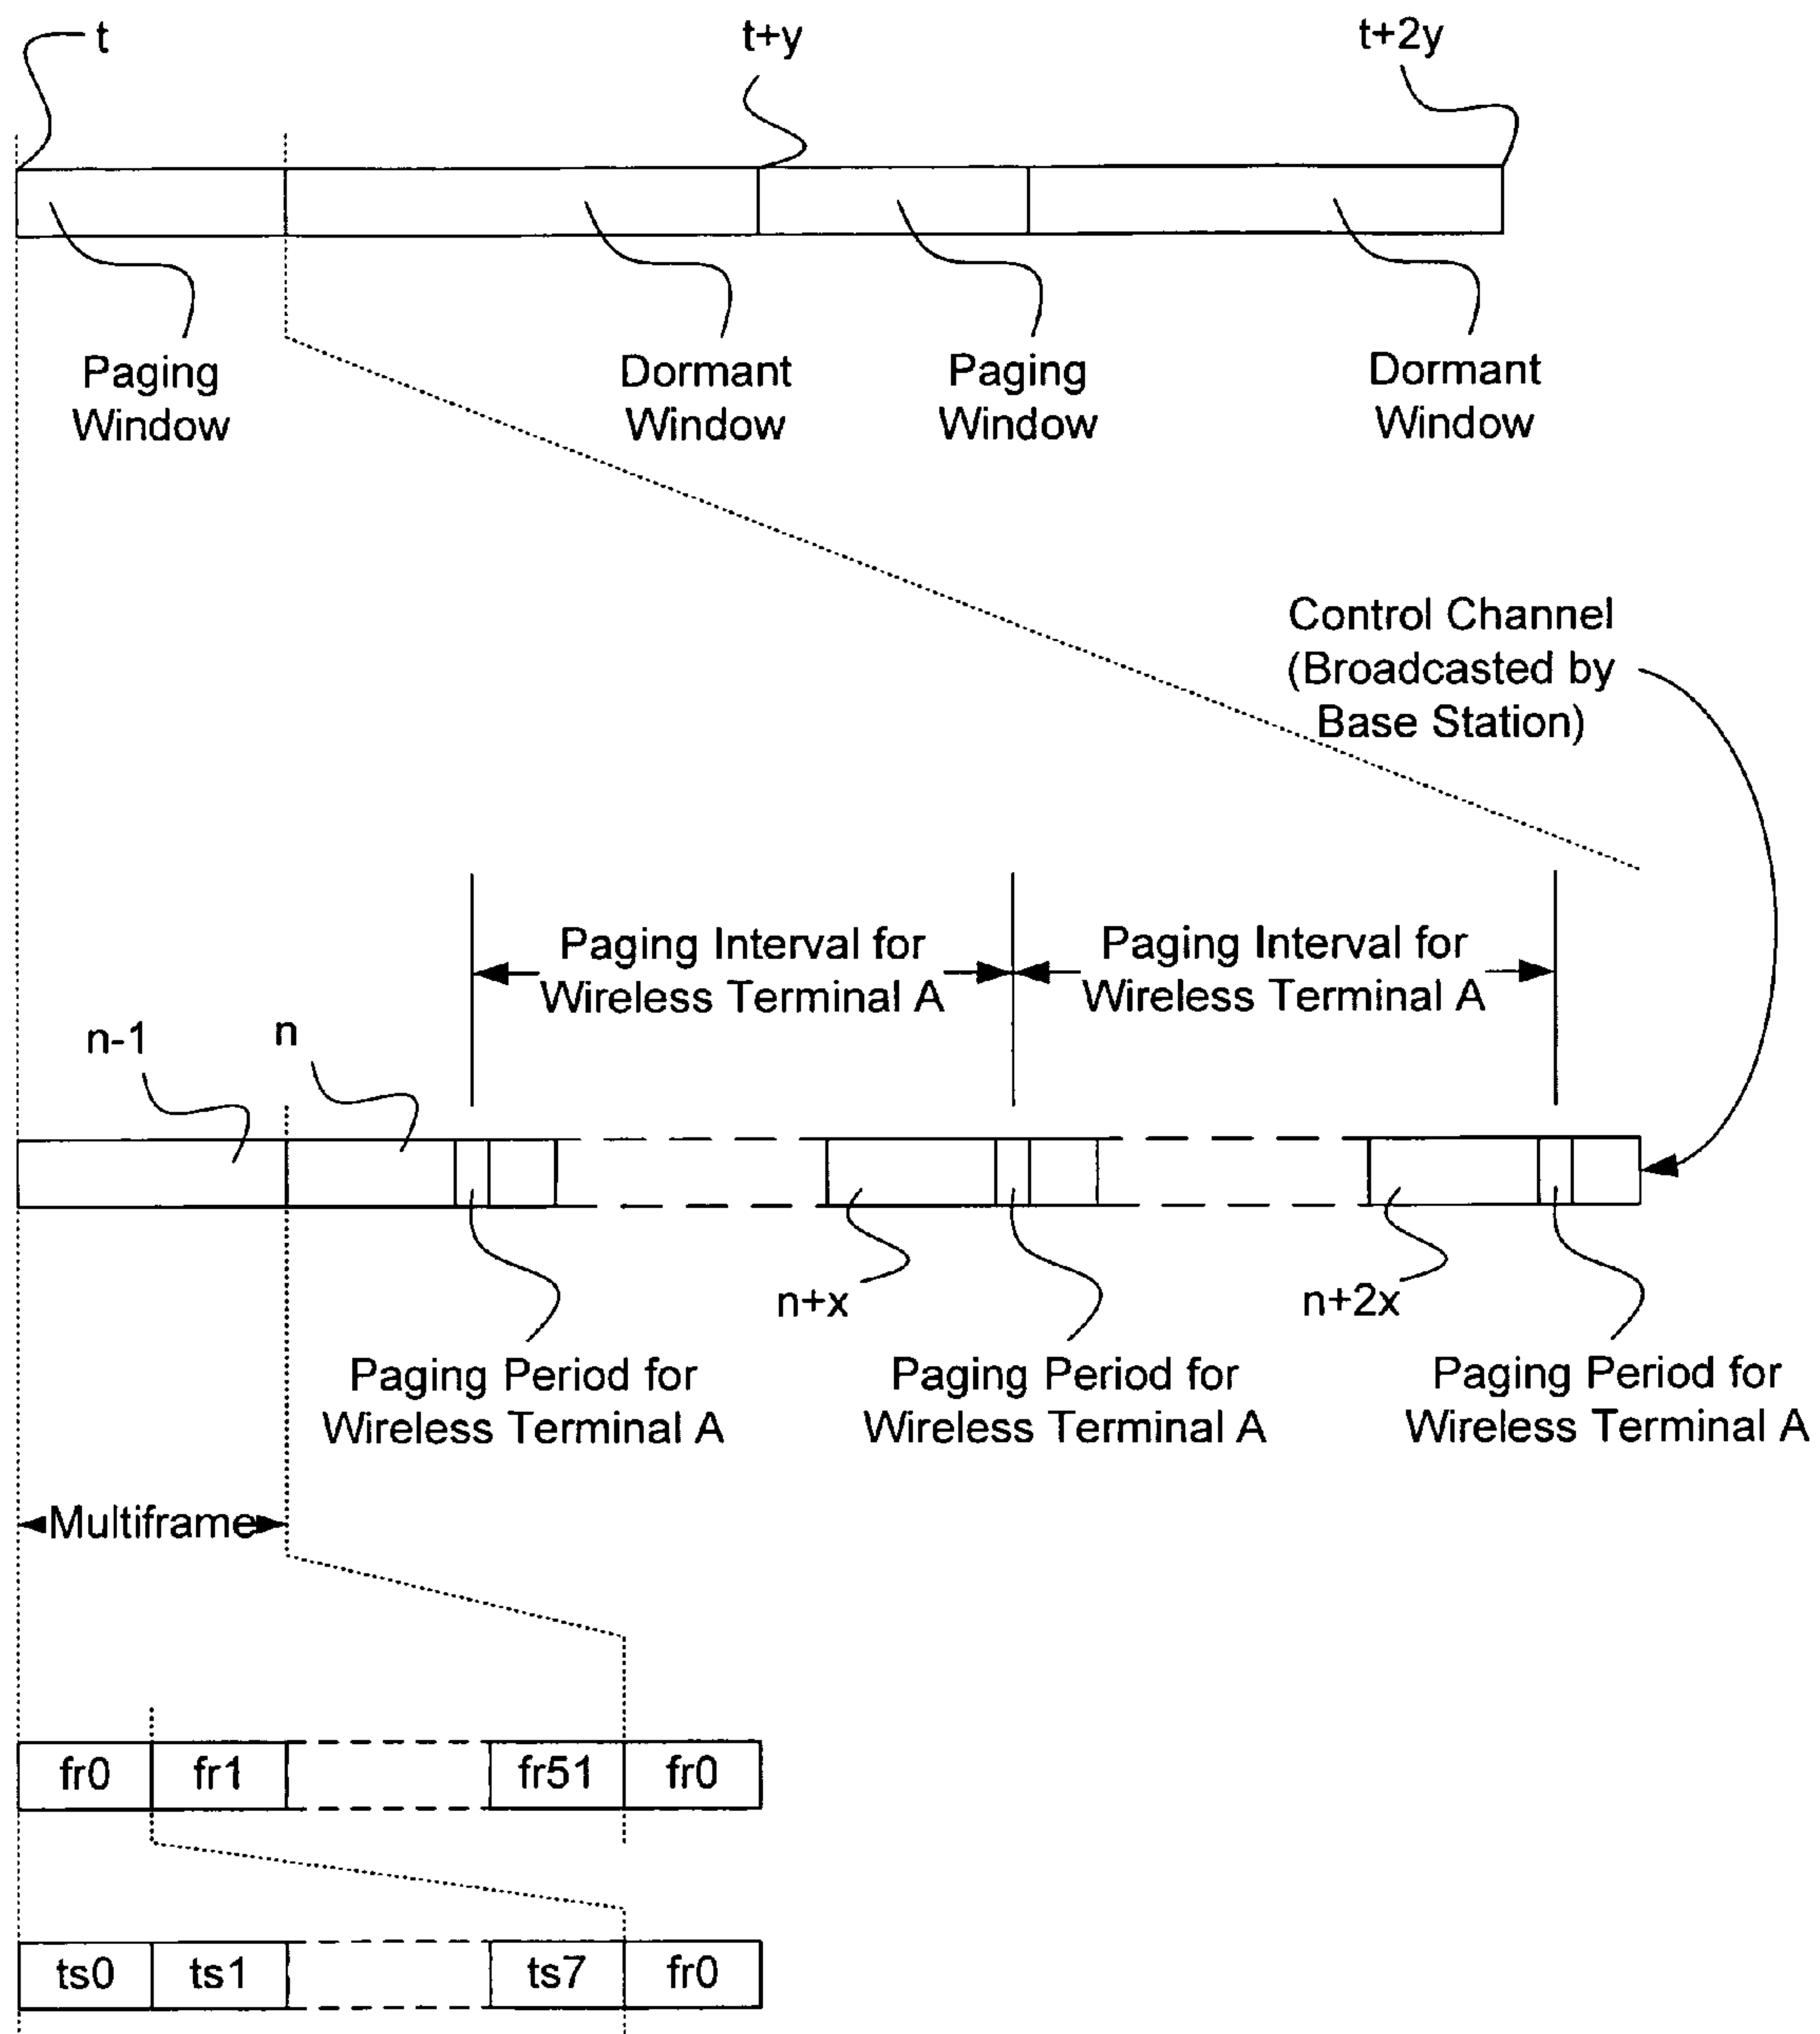 t
t+y
t+2y
Paging
Window
Dormant
Window
Paging
Window
Dormant
Window
Control Channel
(Broadcasted by
Base Station)
Paging Interval for
Wireless Terminal A
Paging Interval for
Wireless Terminal A
n-1
n
n+x
n+2x
Paging Period for
Wireless Terminal A
Paging Period for
Wireless Terminal A
Paging Period for
Wireless Terminal A
Multiframe
fr0
fr1
fr51
fr0
ts0
ts1
ts7
fr0